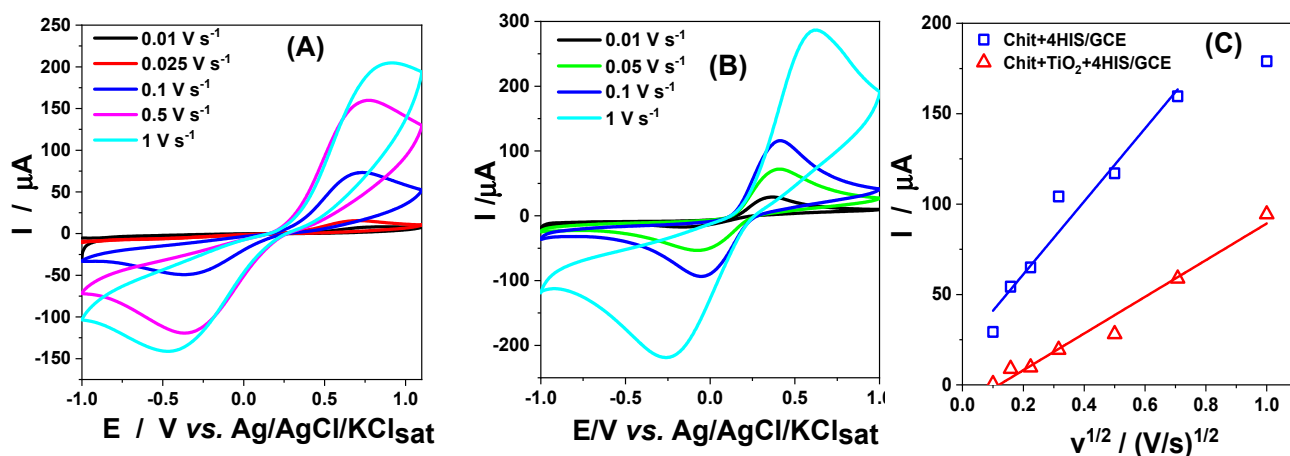 (A)
0.01 V s⁻¹
0.025 V s⁻¹
0.1 V s⁻¹
0.5 V s⁻¹
1 V s⁻¹
250
200
150
100
50
0
-50
-100
-150
I / µA
-1.0 -0.5 0.0 0.5 1.0
E / V vs. Ag/AgCl/KClsat
(B)
0.01 V s⁻¹
0.05 V s⁻¹
0.1 V s⁻¹
1 V s⁻¹
300
200
100
0
-100
-200
I /µA
-1.0 -0.5 0.0 0.5 1.0
E/V vs. Ag/AgCl/KClsat
(C)
Chit+4HIS/GCE
Chit+TiO₂+4HIS/GCE
200
150
100
50
0
I / µA
0.0 0.2 0.4 0.6 0.8 1.0
v¹ᐟ² / (V/s)¹ᐟ²